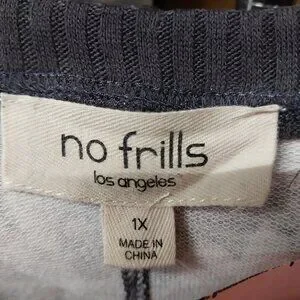 no frills
los angeles
1X
MADE IN
CHINA